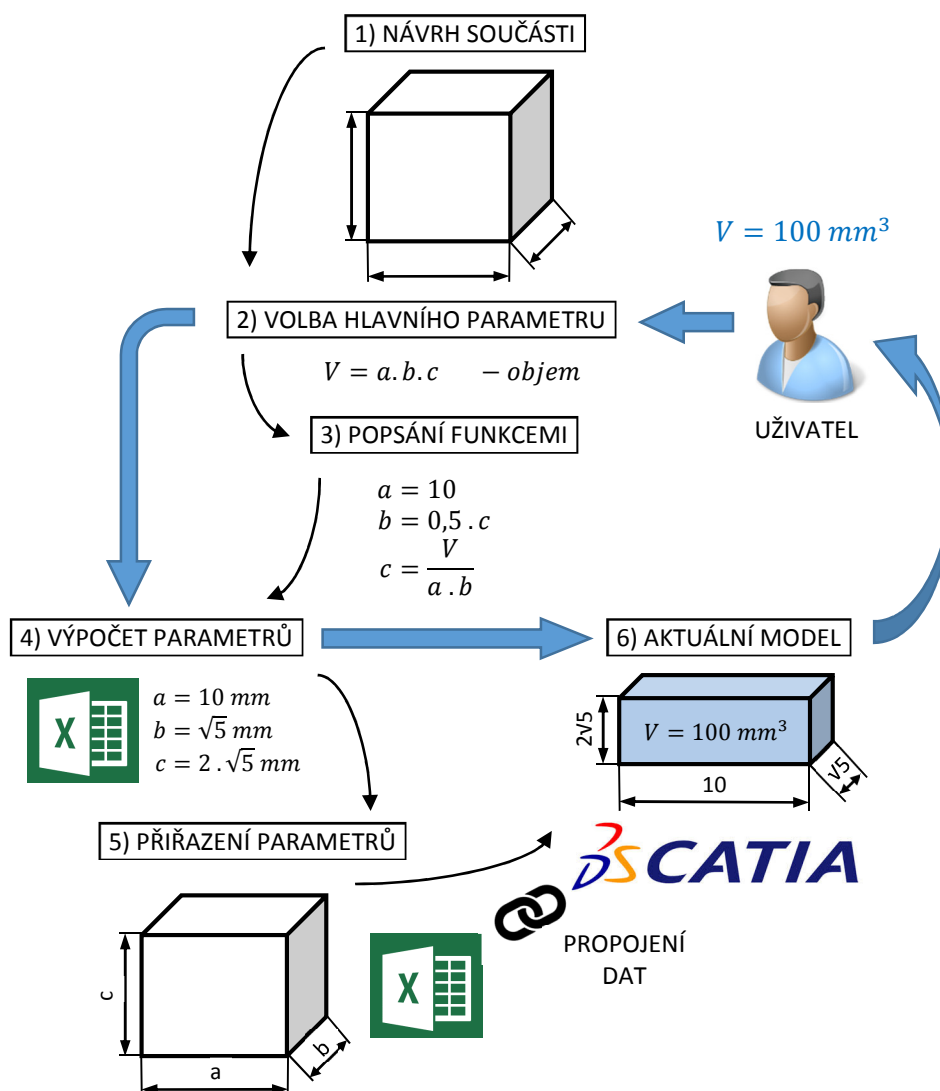 1) NÁVRH SOUČÁSTI
V = 100 mm³
2) VOLBA HLAVNÍHO PARAMETRU
V = a.b.c – objem
UŽIVATEL
3) POPSÁNÍ FUNKCEMI
a = 10
b = 0,5 . c
c = V / a . b
4) VÝPOČET PARAMETRŮ
6) AKTUÁLNÍ MODEL
X
a = 10 mm
b = √5 mm
c = 2 . √5 mm
2√5
V = 100 mm³
√5
10
5) PŘIŘAZENÍ PARAMETRŮ
DS CATIA
PROPOJENÍ
DAT
X
c
b
a